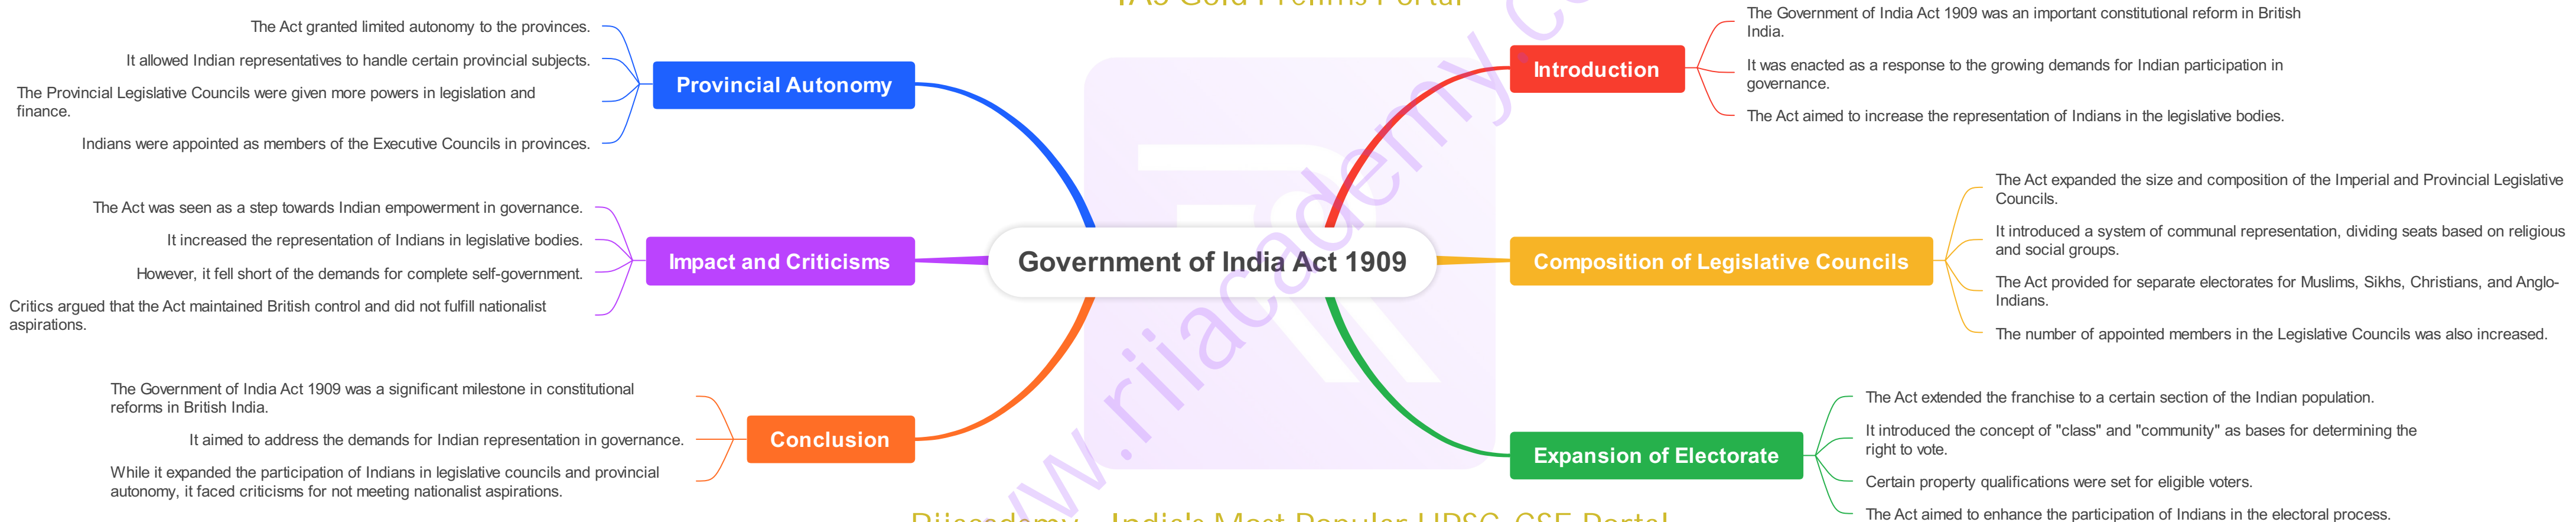 IAS Gold Prelims Portal
The Act granted limited autonomy to the provinces.
It allowed Indian representatives to handle certain provincial subjects.
The Provincial Legislative Councils were given more powers in legislation and
finance.
Indians were appointed as members of the Executive Councils in provinces.
Provincial Autonomy
The Act was seen as a step towards Indian empowerment in governance.
It increased the representation of Indians in legislative bodies.
However, it fell short of the demands for complete self-government.
Critics argued that the Act maintained British control and did not fulfill nationalist
aspirations.
Impact and Criticisms
The Government of India Act 1909 was a significant milestone in constitutional
reforms in British India.
It aimed to address the demands for Indian representation in governance.
While it expanded the participation of Indians in legislative councils and provincial
autonomy, it faced criticisms for not meeting nationalist aspirations.
Conclusion
Government of India Act 1909
Introduction
The Government of India Act 1909 was an important constitutional reform in British
India.
It was enacted as a response to the growing demands for Indian participation in
governance.
The Act aimed to increase the representation of Indians in the legislative bodies.
Composition of Legislative Councils
The Act expanded the size and composition of the Imperial and Provincial Legislative
Councils.
It introduced a system of communal representation, dividing seats based on religious
and social groups.
The Act provided for separate electorates for Muslims, Sikhs, Christians, and Anglo-
Indians.
The number of appointed members in the Legislative Councils was also increased.
Expansion of Electorate
The Act extended the franchise to a certain section of the Indian population.
It introduced the concept of "class" and "community" as bases for determining the
right to vote.
Certain property qualifications were set for eligible voters.
The Act aimed to enhance the participation of Indians in the electoral process.
India's Most Popular UPSC-CSE Portal